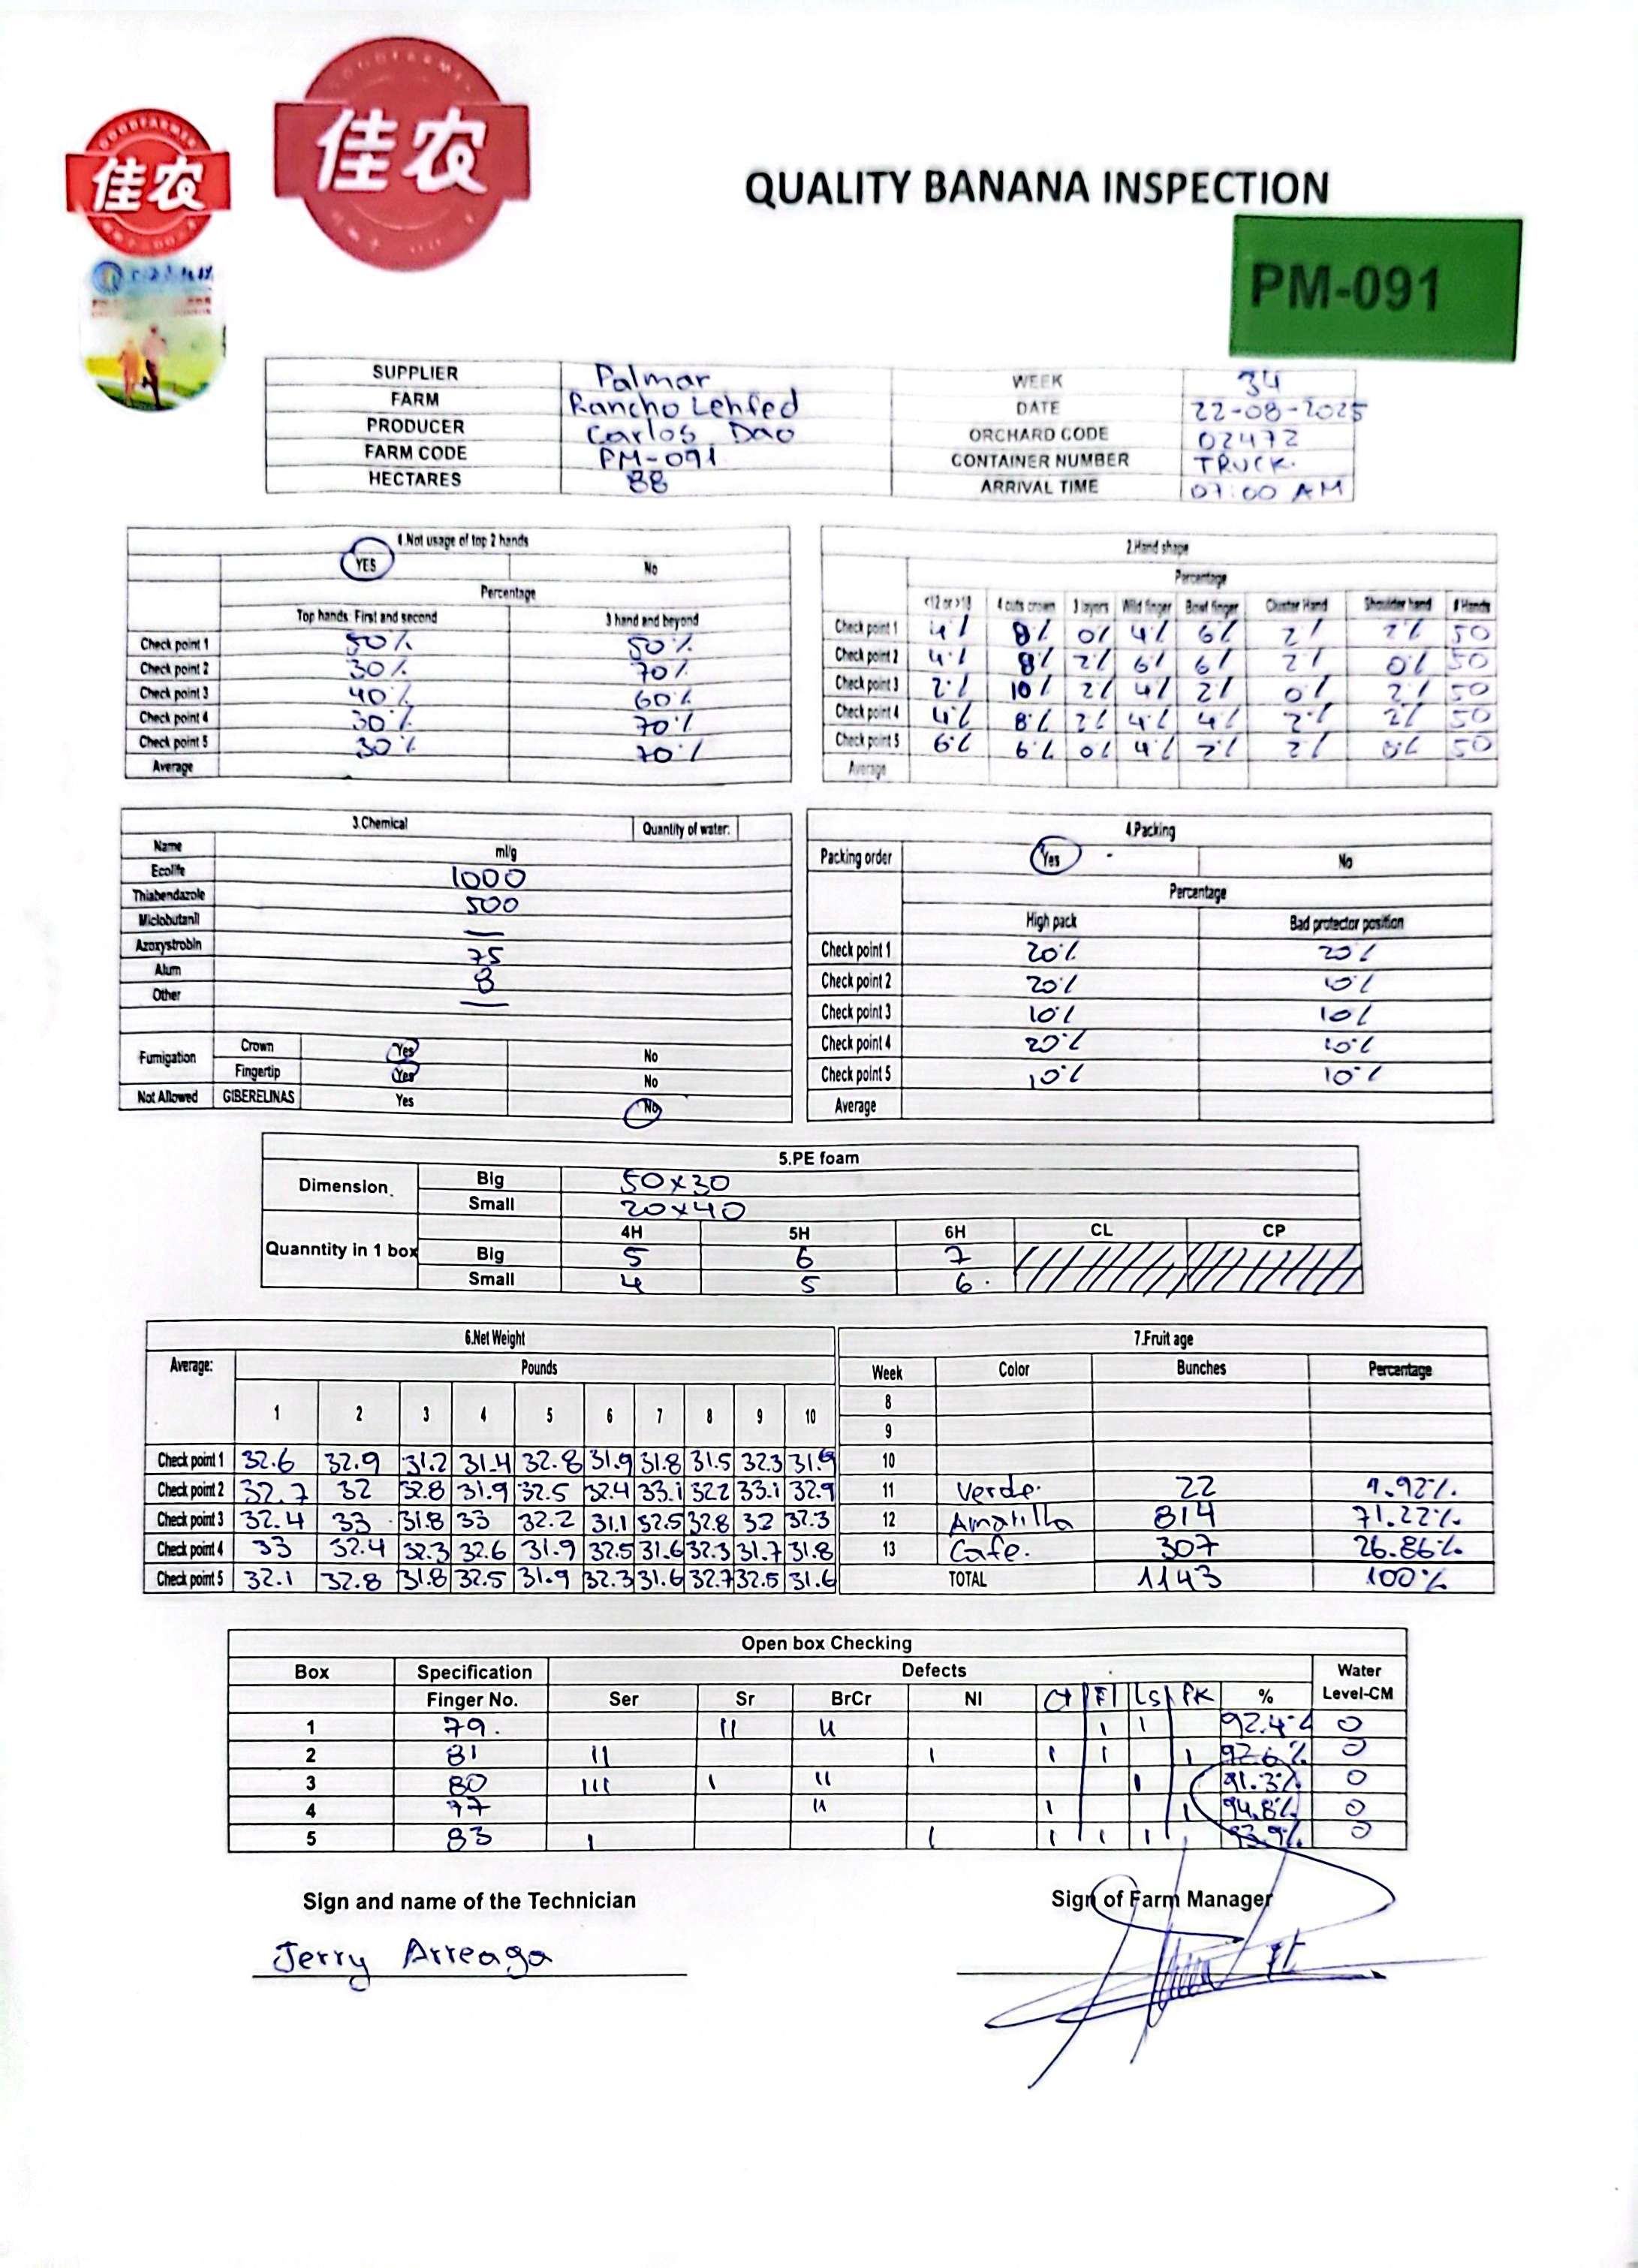 GOODFARMER
佳农
佳农
QUALITY BANANA INSPECTION
PM-091
SUPPLIER Palmar WEEK 34
FARM Rancho Lehfed DATE 22-08-2025
PRODUCER Carlos Dao ORCHARD CODE 02472
FARM CODE PM-091 CONTAINER NUMBER TRUCK.
HECTARES 88 ARRIVAL TIME 07:00 AM
1.Not usage of top 2 hands
YES No
Percentage
Top hands: First and second 3 hand and beyond
Check point 1 50% 50%
Check point 2 30% 70%
Check point 3 40% 60%
Check point 4 30% 70%
Check point 5 30% 70%
Average
2.Hand shape
Percentage
<12 or >18 4 cuts crown 3 layers Wild finger Bowl finger Cluster Hand Shoulder hand # Hands
Check point 1 4% 8% 0% 4% 6% 2% 2% 50
Check point 2 4% 8% 2% 6% 6% 2% 0% 50
Check point 3 2% 10% 2% 4% 2% 0% 2% 50
Check point 4 4% 8% 2% 4% 4% 2% 2% 50
Check point 5 6% 6% 0% 4% 2% 2% 0% 50
Average
3.Chemical Quantity of water:
Name ml/g
Ecolife 1000
Thiabendazole 500
Miclobutanil —
Azoxystrobin 75
Alum 8
Other —
Fumigation Crown Yes No
Fingertip Yes No
Not Allowed GIBERELINAS Yes No
4.Packing
Packing order Yes No
Percentage
High pack Bad protector position
Check point 1 20% 20%
Check point 2 20% 10%
Check point 3 10% 10%
Check point 4 20% 10%
Check point 5 10% 10%
Average
5.PE foam
Dimension. Big 50x30
Small 20x40
4H 5H 6H CL CP
Quanntity in 1 box Big 5 6 7
Small 4 5 6.
6.Net Weight
Average: Pounds
1 2 3 4 5 6 7 8 9 10
Check point 1 32.6 32.9 31.2 31.4 32.8 31.9 31.8 31.5 32.3 31.9
Check point 2 32.7 32 32.8 31.9 32.5 32.4 33.1 32.2 33.1 32.9
Check point 3 32.4 33 31.8 33 32.2 31.1 32.5 32.8 32 32.3
Check point 4 33 32.4 32.3 32.6 31.9 32.5 31.6 32.3 31.7 31.8
Check point 5 32.1 32.8 31.8 32.5 31.9 32.3 31.6 32.7 32.5 31.6
7.Fruit age
Week Color Bunches Percentage
8
9
10
11 Verde. 22 1.92%
12 Amarilla 814 71.22%
13 Cafe. 307 26.86%
TOTAL 1143 100%
Open box Checking
Box Specification Defects Water
Finger No. Ser Sr BrCr NI Ct FI LS PK % Level-CM
1 79. II II I I 92.4% 0
2 81 II I I I I 92.6% 0
3 80 III I II I 91.3% 0
4 77 II I I 94.8% 0
5 83 I I I I I 93.9% 0
Sign and name of the Technician Sign of Farm Manager
Jerry Arreaga